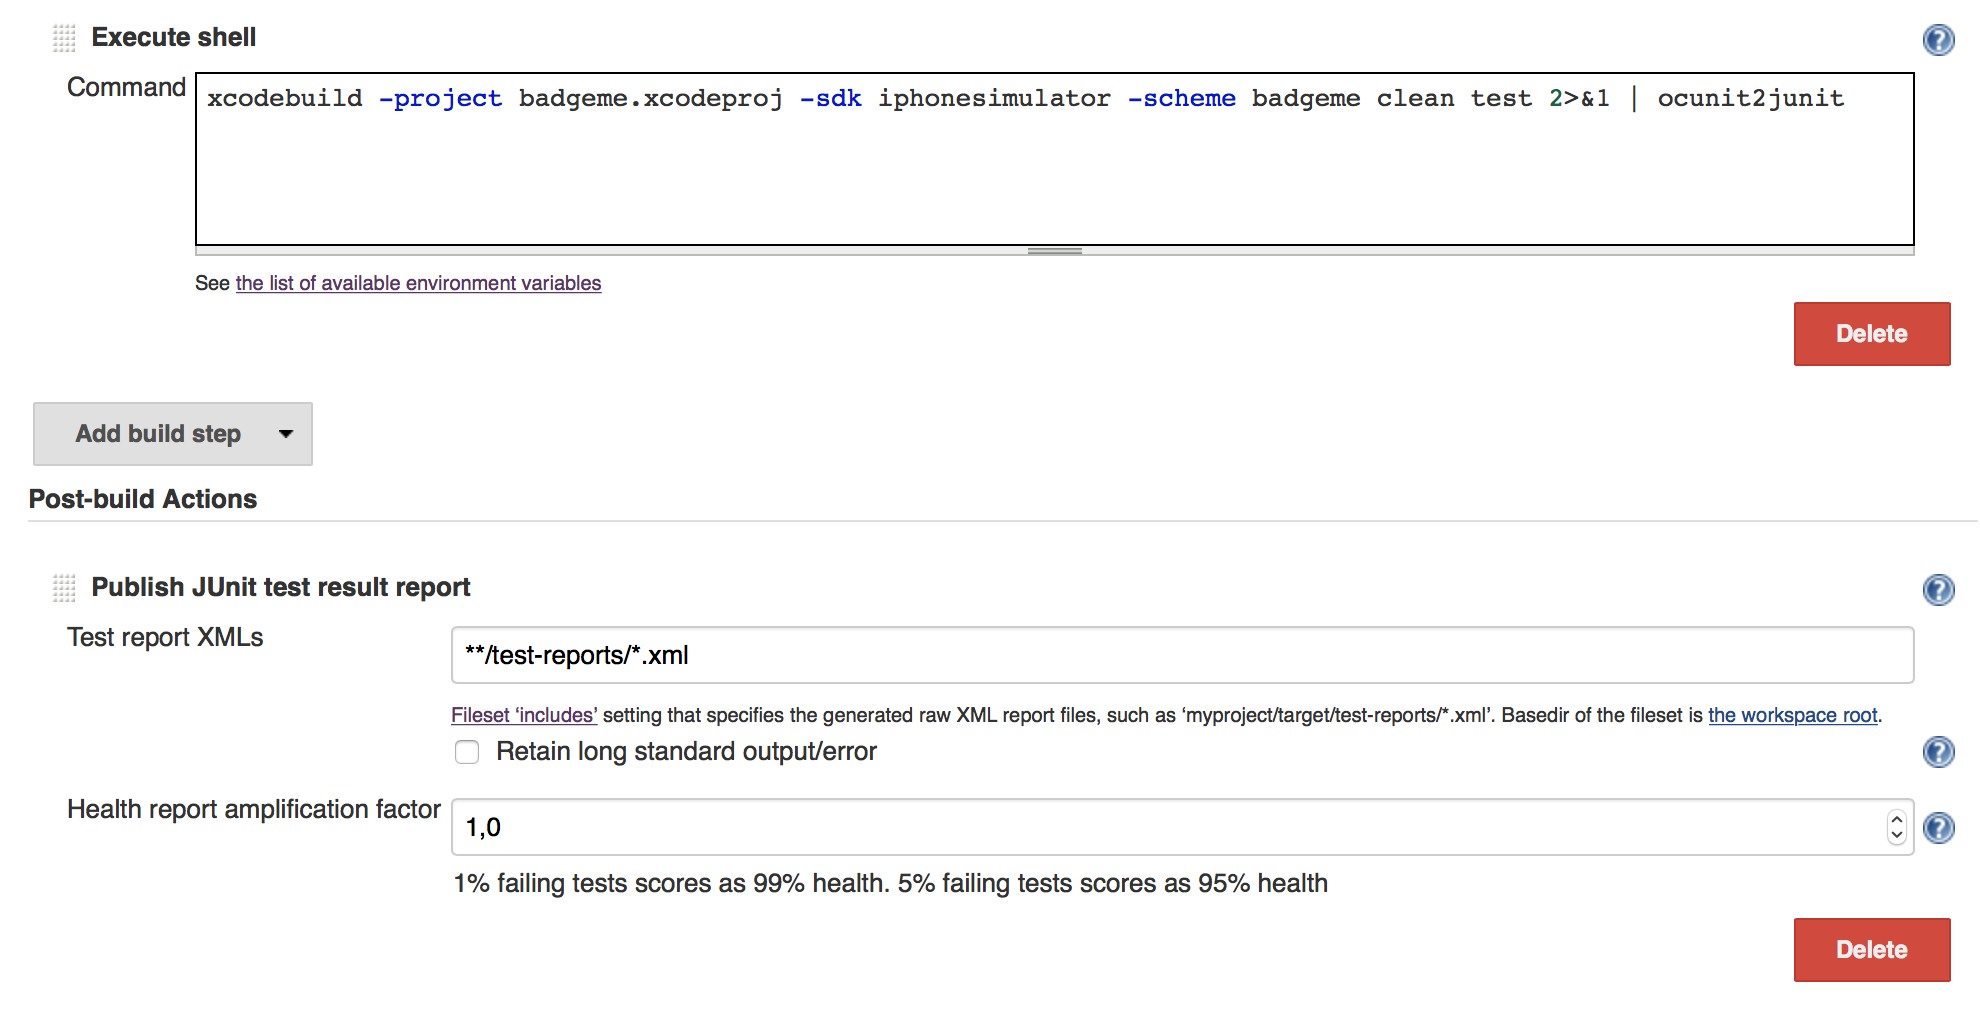 Execute shell
Command
xcodebuild -project badgeme.xcodeproj -sdk iphonesimulator -scheme badgeme clean test 2>&1 | ocunit2junit
See the list of available environment variables
Delete
Add build step
Post-build Actions
Publish JUnit test result report
Test report XMLs
**/test-reports/*.xml
Fileset ‘includes’ setting that specifies the generated raw XML report files, such as ‘myproject/target/test-reports/*.xml’. Basedir of the fileset is the workspace root.
Retain long standard output/error
Health report amplification factor
1,0
1% failing tests scores as 99% health. 5% failing tests scores as 95% health
Delete